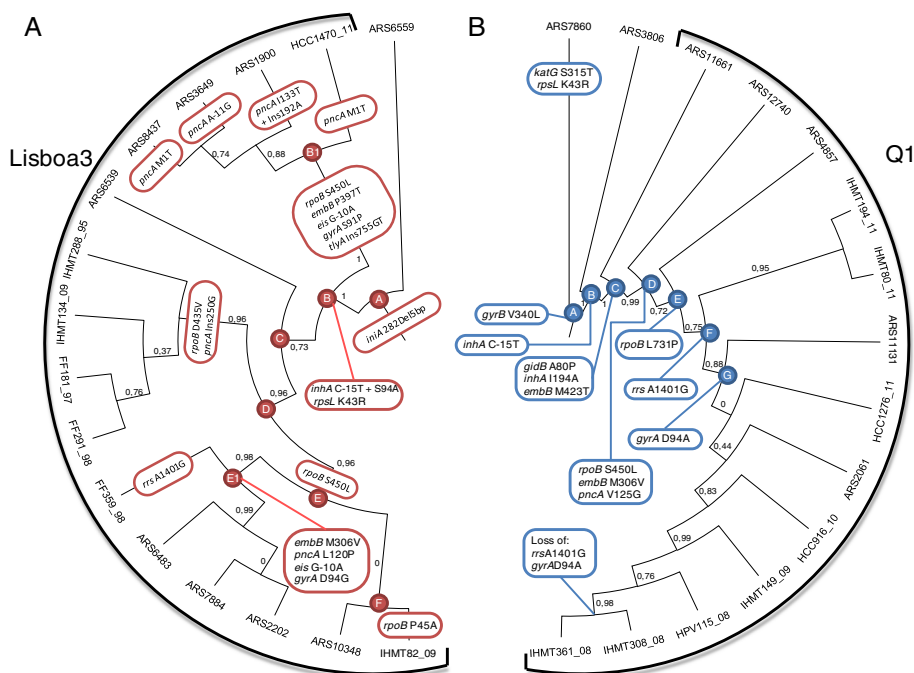 A
B
Lisboa3
Q1
ARS6559
HCC1470_11
ARS1900
ARS3649
ARS8437
ARS6539
IHMT288_95
IHMT134_09
FF181_97
FF291_98
FF359_98
ARS6483
ARS7884
ARS2202
ARS10348
IHMT82_09
pncA I133T
+ Ins192A
pncA A-11G
pncA M1T
pncA M1T
0,74
0,88
B1
rpoB S450L
embB P397T
eis G-10A
gyrA S91P
tlyA Ins755GT
1
B
1
A
iniA 282Del5bp
C
0,73
inhA C-15T + S94A
rpsL K43R
rpoB D435V
pncA Ins250G
0,96
0,37
0,76
0,96
D
0,96
rpoB S450L
E
0,98
E1
rrs A1401G
0,99
0
embB M306V
pncA L120P
eis G-10A
gyrA D94G
0
F
rpoB P45A
ARS7860
ARS3806
ARS11661
ARS12740
ARS4857
IHMT194_11
IHMT80_11
ARS11131
HCC1276_11
ARS2061
HCC916_10
IHMT149_09
HPV115_08
IHMT308_08
IHMT361_08
katG S315T
rpsL K43R
A
B
1
C
0,99
D
0,72
E
0,75
F
0,95
0,88
G
0
0,44
0,83
0,99
0,76
0,98
gyrB V340L
inhA C-15T
gidB A80P
inhA I194A
embB M423T
rpoB L731P
rrs A1401G
gyrA D94A
rpoB S450L
embB M306V
pncA V125G
Loss of:
rrsA1401G
gyrAD94A